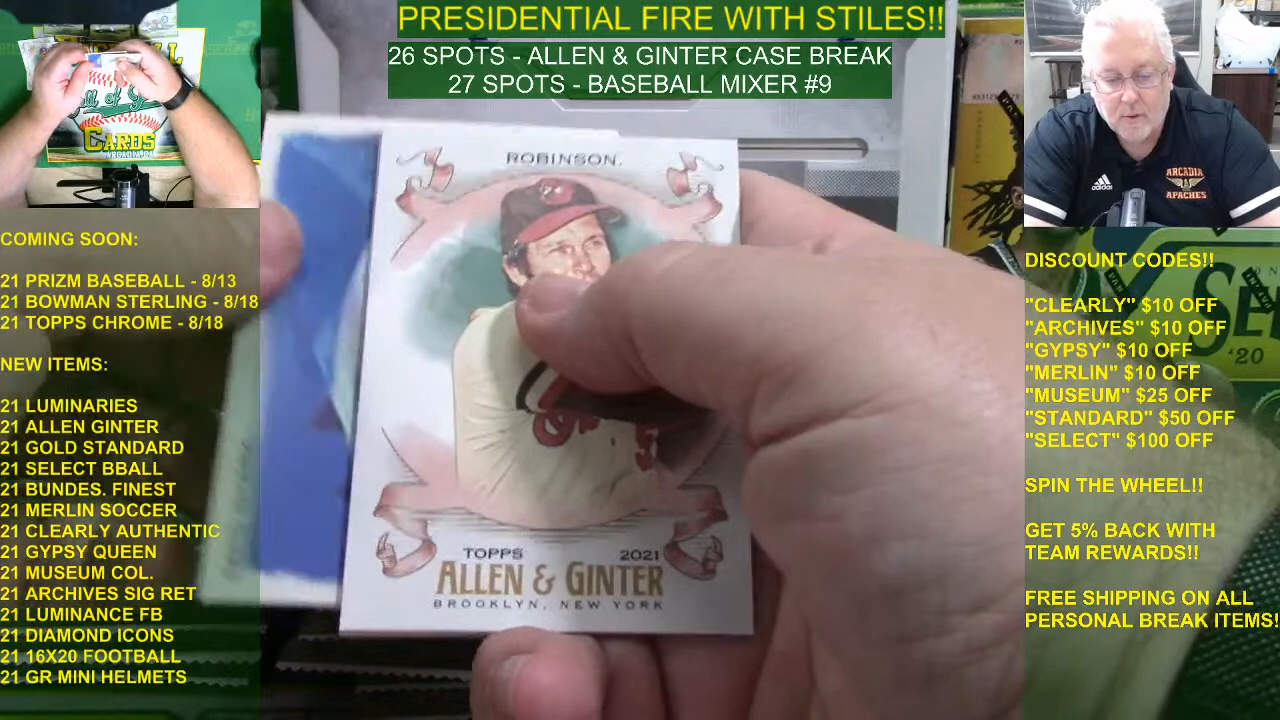 PRESIDENTIAL FIRE WITH STILES!!
26 SPOTS - ALLEN & GINTER CASE BREAK
27 SPOTS - BASEBALL MIXER #9
CARDS
COMING SOON:
21 PRIZM BASEBALL - 8/13
21 BOWMAN STERLING - 8/18
21 TOPPS CHROME - 8/18
NEW ITEMS:
21 LUMINARIES
21 ALLEN GINTER
21 GOLD STANDARD
21 SELECT BBALL
21 BUNDES. FINEST
21 MERLIN SOCCER
21 CLEARLY AUTHENTIC
21 GYPSY QUEEN
21 MUSEUM COL.
21 ARCHIVES SIG RET
21 LUMINANCE FB
21 DIAMOND ICONS
21 16X20 FOOTBALL
21 GR MINI HELMETS
ROBINSON.
TOPPS 2021
ALLEN & GINTER
BROOKLYN, NEW YORK
adidas
ARCADIA
APACHES
DISCOUNT CODES!!
"CLEARLY" $10 OFF
"ARCHIVES" $10 OFF
"GYPSY" $10 OFF
"MERLIN" $10 OFF
"MUSEUM" $25 OFF
"STANDARD" $50 OFF
"SELECT" $100 OFF
SPIN THE WHEEL!!
GET 5% BACK WITH
TEAM REWARDS!!
FREE SHIPPING ON ALL
PERSONAL BREAK ITEMS!
'20